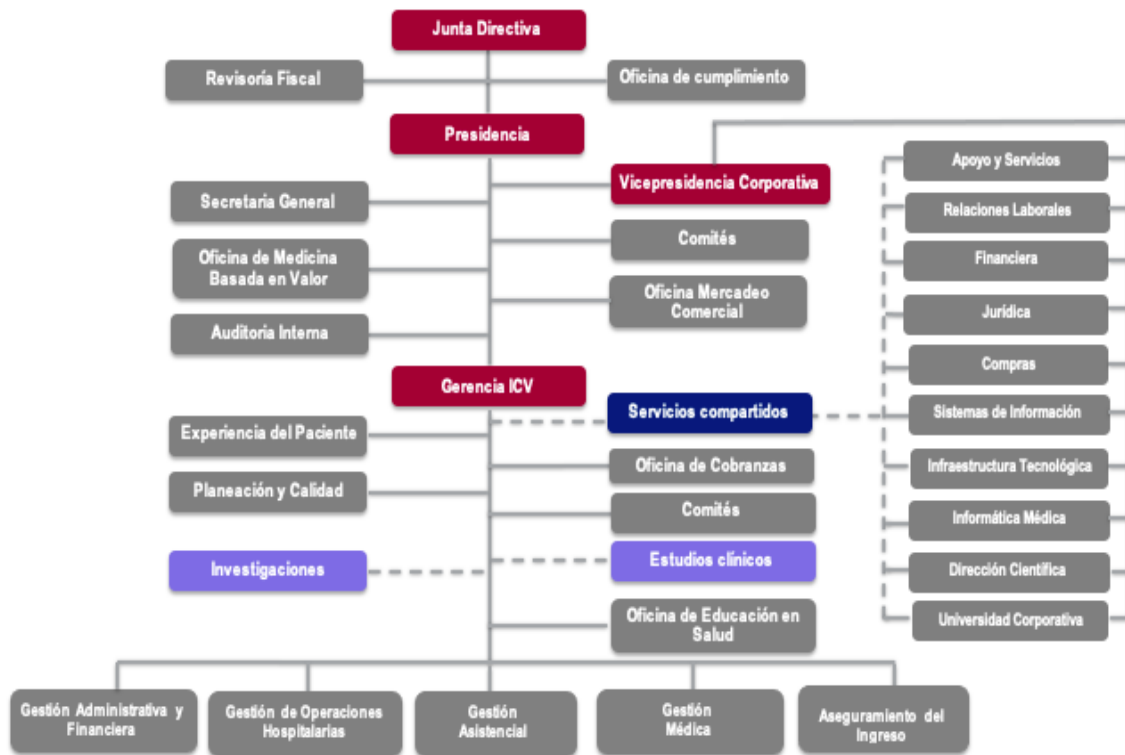 Junta Directiva
Revisoría Fiscal
Oficina de cumplimiento
Presidencia
Vicepresidencia Corporativa
Secretaria General
Comités
Oficina de Medicina
Basada en Valor
Oficina Mercadeo
Comercial
Auditoria Interna
Gerencia ICV
Servicios compartidos
Experiencia del Paciente
Oficina de Cobranzas
Planeación y Calidad
Comités
Investigaciones
Estudios clínicos
Oficina de Educación en
Salud
Apoyo y Servicios
Relaciones Laborales
Financiera
Jurídica
Compras
Sistemas de Información
Infraestructura Tecnológica
Informática Médica
Dirección Científica
Universidad Corporativa
Gestión Administrativa y
Financiera
Gestión de Operaciones
Hospitalarias
Gestión
Asistencial
Gestión
Médica
Aseguramiento del
Ingreso